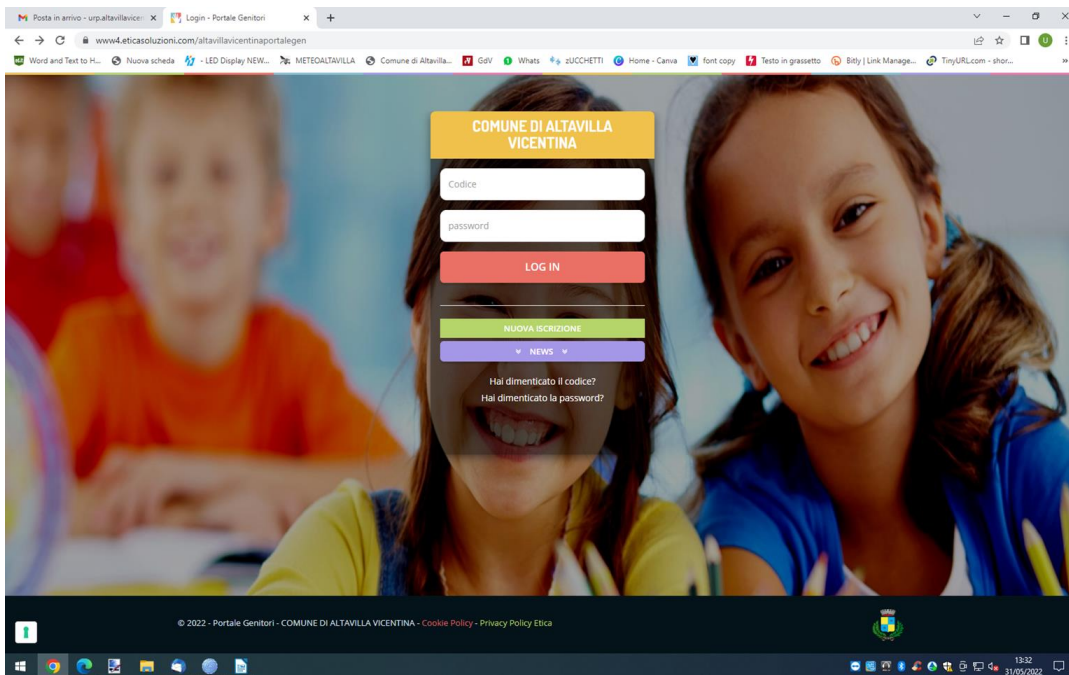 Posta in arrivo - urp.altavillavicen
Login - Portale Genitori
www4.eticasoluzioni.com/altavillavicentinaportalegen
U
Word and Text to H...
Nuova scheda
- LED Display NEW...
METEOALTAVILLA
Comune di Altavilla...
GdV
Whats
zUCCHETTI
Home - Canva
font copy
Testo in grassetto
Bitly | Link Manage...
TinyURL.com - shor...
»
COMUNE DI ALTAVILLA
VICENTINA
Codice
password
LOG IN
NUOVA ISCRIZIONE
NEWS
Hai dimenticato il codice?
Hai dimenticato la password?
© 2022 - Portale Genitori - COMUNE DI ALTAVILLA VICENTINA - Cookie Policy - Privacy Policy Etica
13:32
31/05/2022